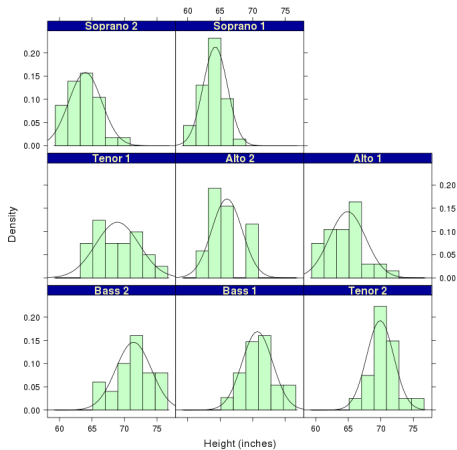 60 65 70 75
Soprano 2 Soprano 1
0.20
0.15
0.10
0.05
0.00
Tenor 1 Alto 2 Alto 1
0.20
0.15
0.10
0.05
0.00
Density
Bass 2 Bass 1 Tenor 2
0.20
0.15
0.10
0.05
0.00
60 65 70 75 60 65 70 75
Height (inches)